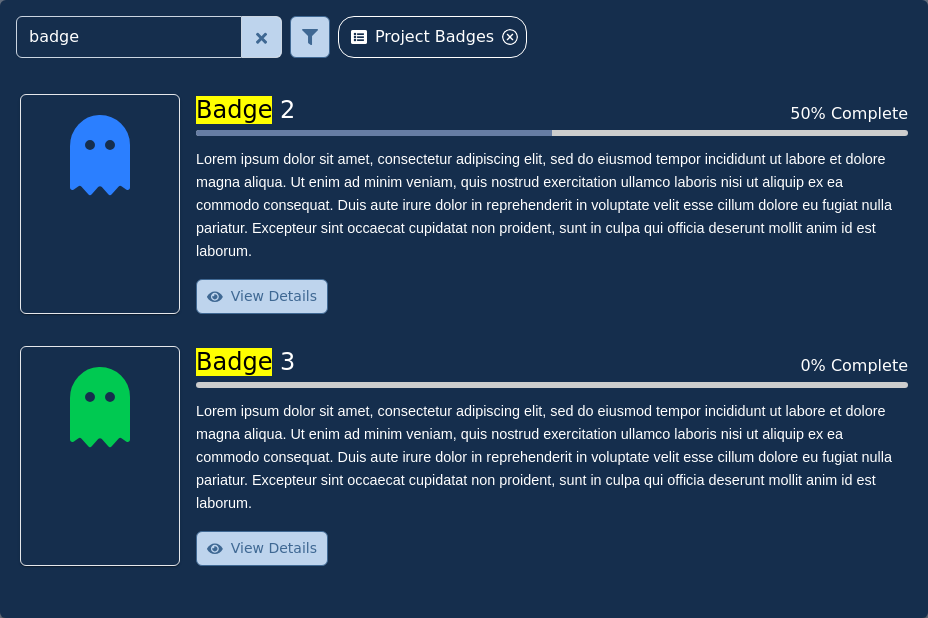 badge
Project Badges
Badge 2
50% Complete
Lorem ipsum dolor sit amet, consectetur adipiscing elit, sed do eiusmod tempor incididunt ut labore et dolore
magna aliqua. Ut enim ad minim veniam, quis nostrud exercitation ullamco laboris nisi ut aliquip ex ea
commodo consequat. Duis aute irure dolor in reprehenderit in voluptate velit esse cillum dolore eu fugiat nulla
pariatur. Excepteur sint occaecat cupidatat non proident, sunt in culpa qui officia deserunt mollit anim id est
laborum.
View Details
Badge 3
0% Complete
Lorem ipsum dolor sit amet, consectetur adipiscing elit, sed do eiusmod tempor incididunt ut labore et dolore
magna aliqua. Ut enim ad minim veniam, quis nostrud exercitation ullamco laboris nisi ut aliquip ex ea
commodo consequat. Duis aute irure dolor in reprehenderit in voluptate velit esse cillum dolore eu fugiat nulla
pariatur. Excepteur sint occaecat cupidatat non proident, sunt in culpa qui officia deserunt mollit anim id est
laborum.
View Details